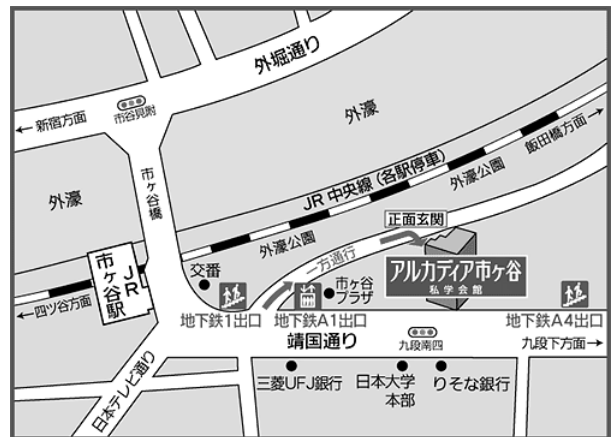 外堀通り
←新宿方面
市谷見附
外濠
飯田橋方面→
市ヶ谷橋
外濠
JR 中央線 (各駅停車)
外濠公園
正面玄関
外濠公園
一方通行
JR
市ヶ谷駅
交番
市ヶ谷
プラザ
アルカディア市ヶ谷
私学会館
←四ツ谷方面
地下鉄1出口
地下鉄A1出口
地下鉄A4出口
靖国通り
九段南四
九段下方面→
日本テレビ通り
三菱UFJ銀行
日本大学
本部
りそな銀行